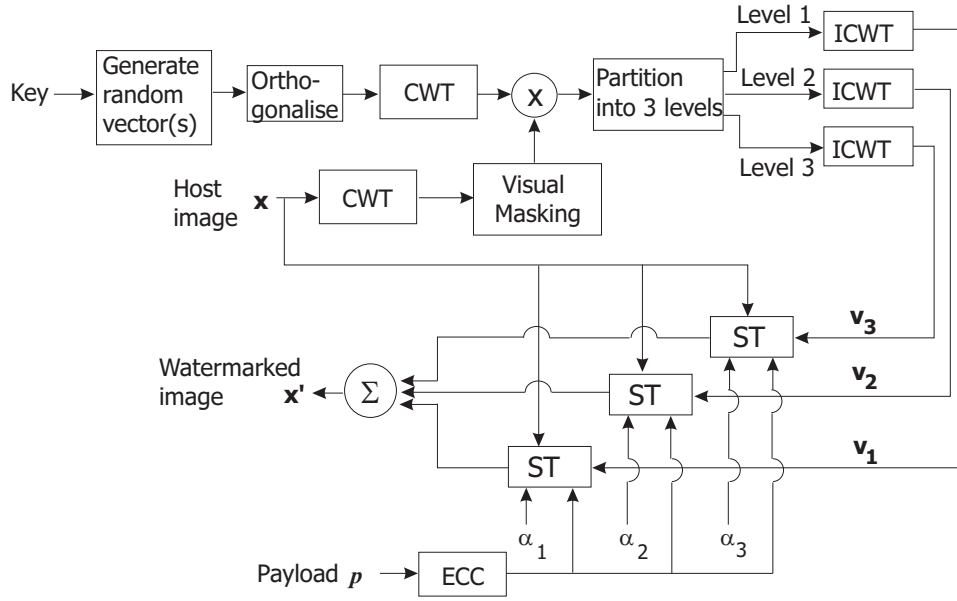 Level 1
ICWT
Key
Generate
random
vector(s)
Ortho-
gonalise
CWT
x
Partition
into 3 levels
Level 2
ICWT
Level 3
ICWT
Host
image x
CWT
Visual
Masking
ST
v3
Watermarked
image
x'
Σ
ST
v2
ST
v1
α1
α2
α3
Payload p
ECC